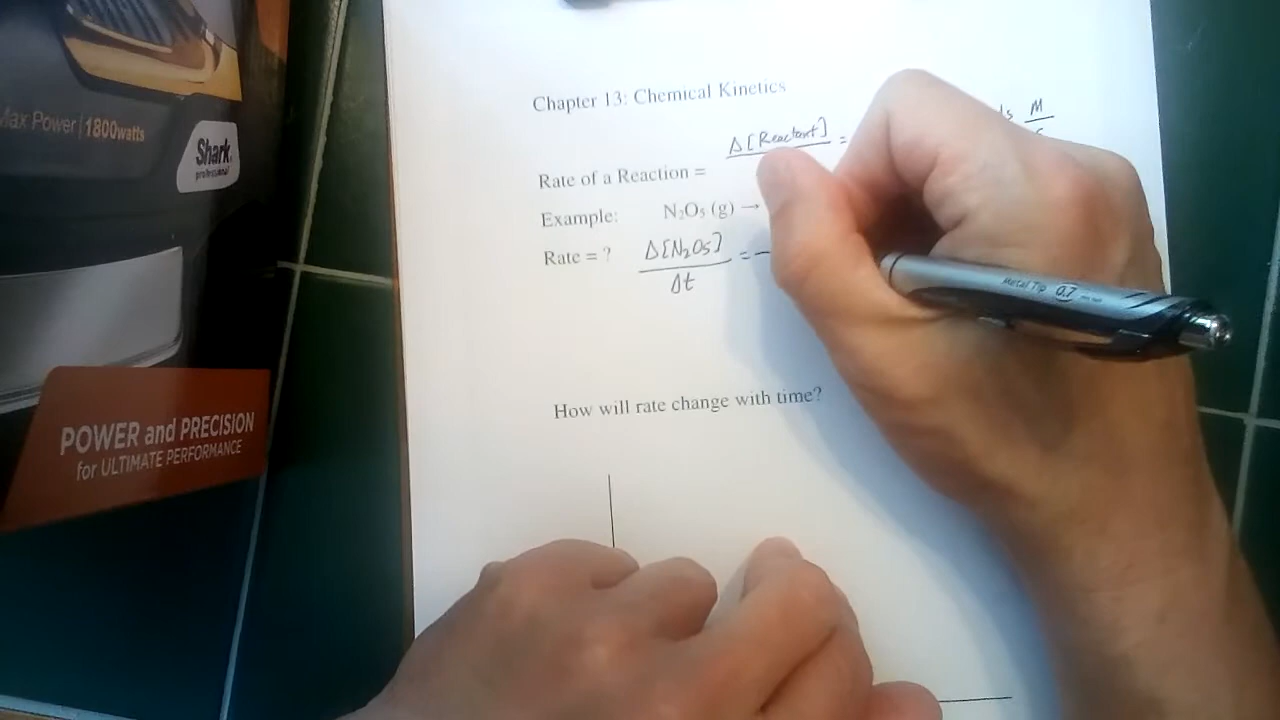 Max Power | 1800watts
Shark
professional
POWER and PRECISION
for ULTIMATE PERFORMANCE
Chapter 13: Chemical Kinetics
Δ[Reactant] =
M
Rate of a Reaction =
Example: N₂O₅ (g) →
Rate = ? Δ[N₂O₅] = −
Δt
How will rate change with time?
Metal Tip 0.7